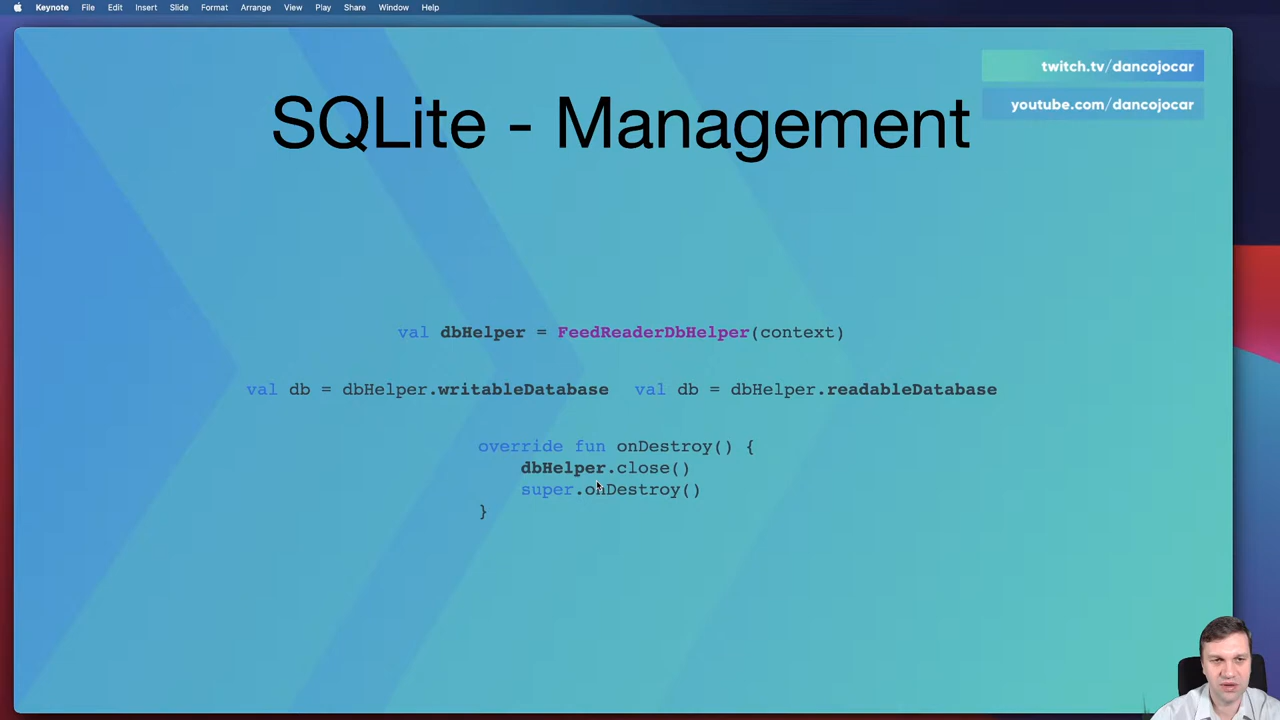 Keynote File Edit Insert Slide Format Arrange View Play Share Window Help
twitch.tv/dancojocar
youtube.com/dancojocar
SQLite - Management
val dbHelper = FeedReaderDbHelper(context)
val db = dbHelper.writableDatabase val db = dbHelper.readableDatabase
override fun onDestroy() {
dbHelper.close()
super.onDestroy()
}